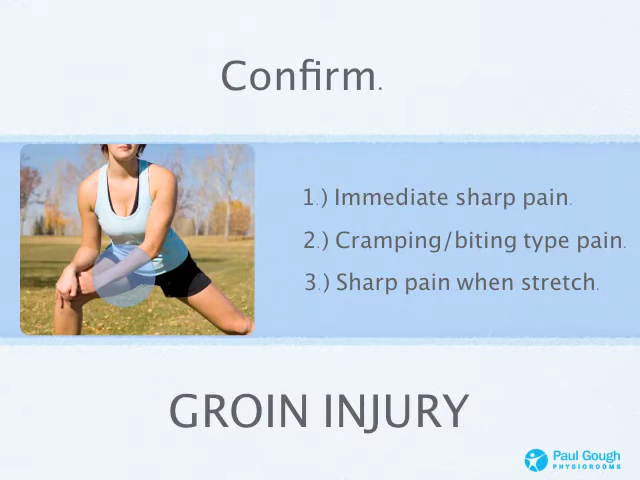 Confirm.
1.) Immediate sharp pain.
2.) Cramping/biting type pain.
3.) Sharp pain when stretch.
GROIN INJURY
Paul Gough
PHYSIOROOMS